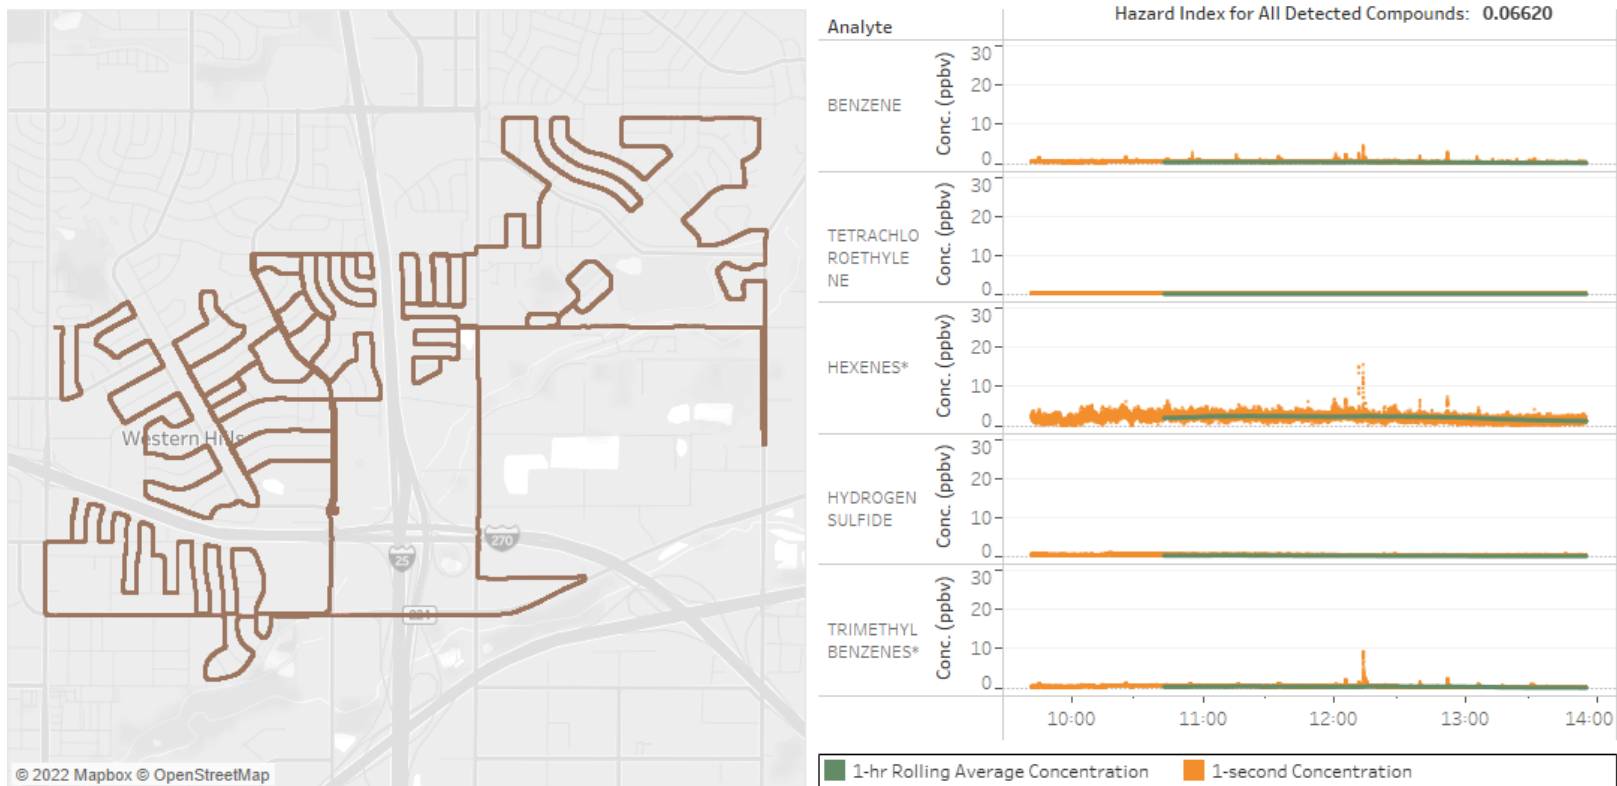 Western Hills
25
270
224
© 2022 Mapbox © OpenStreetMap
Analyte
Hazard Index for All Detected Compounds: 0.06620
BENZENE
Conc. (ppbv)
30
20
10
0
TETRACHLO
ROETHYLE
NE
Conc. (ppbv)
30
20
10
0
HEXENES*
Conc. (ppbv)
30
20
10
0
HYDROGEN
SULFIDE
Conc. (ppbv)
30
20
10
0
TRIMETHYL
BENZENES*
Conc. (ppbv)
30
20
10
0
10:00 11:00 12:00 13:00 14:00
1-hr Rolling Average Concentration
1-second Concentration